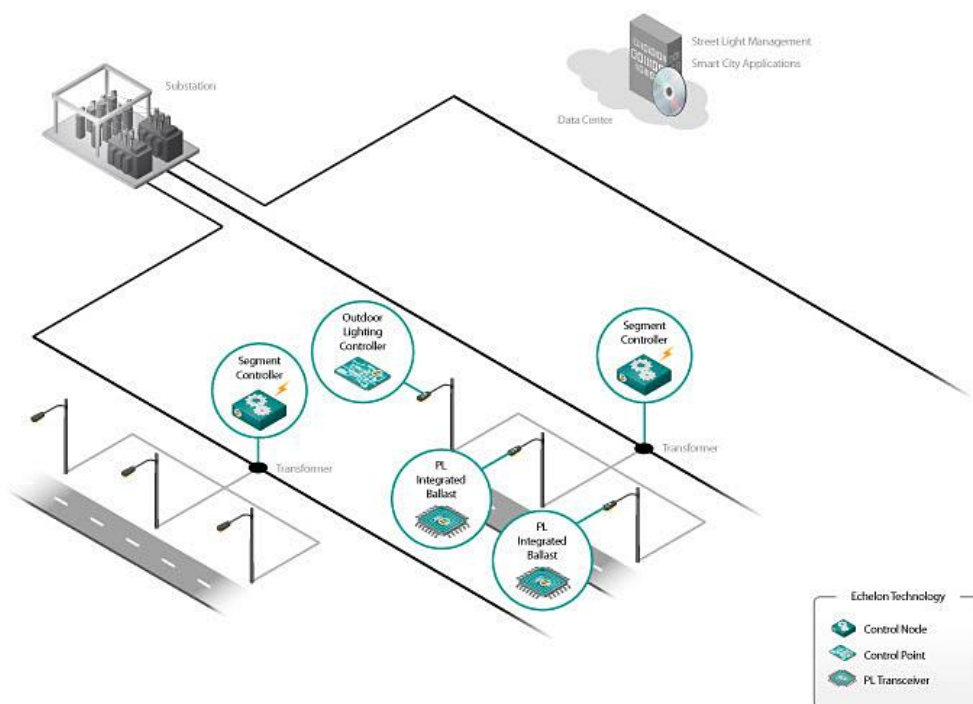 Street Light Management
Smart City Applications
Substation
Data Center
Outdoor
Lighting
Controller
Segment
Controller
Segment
Controller
Transformer
Transformer
PL
Integrated
Ballast
PL
Integrated
Ballast
Echelon Technology
Control Node
Control Point
PL Transceiver